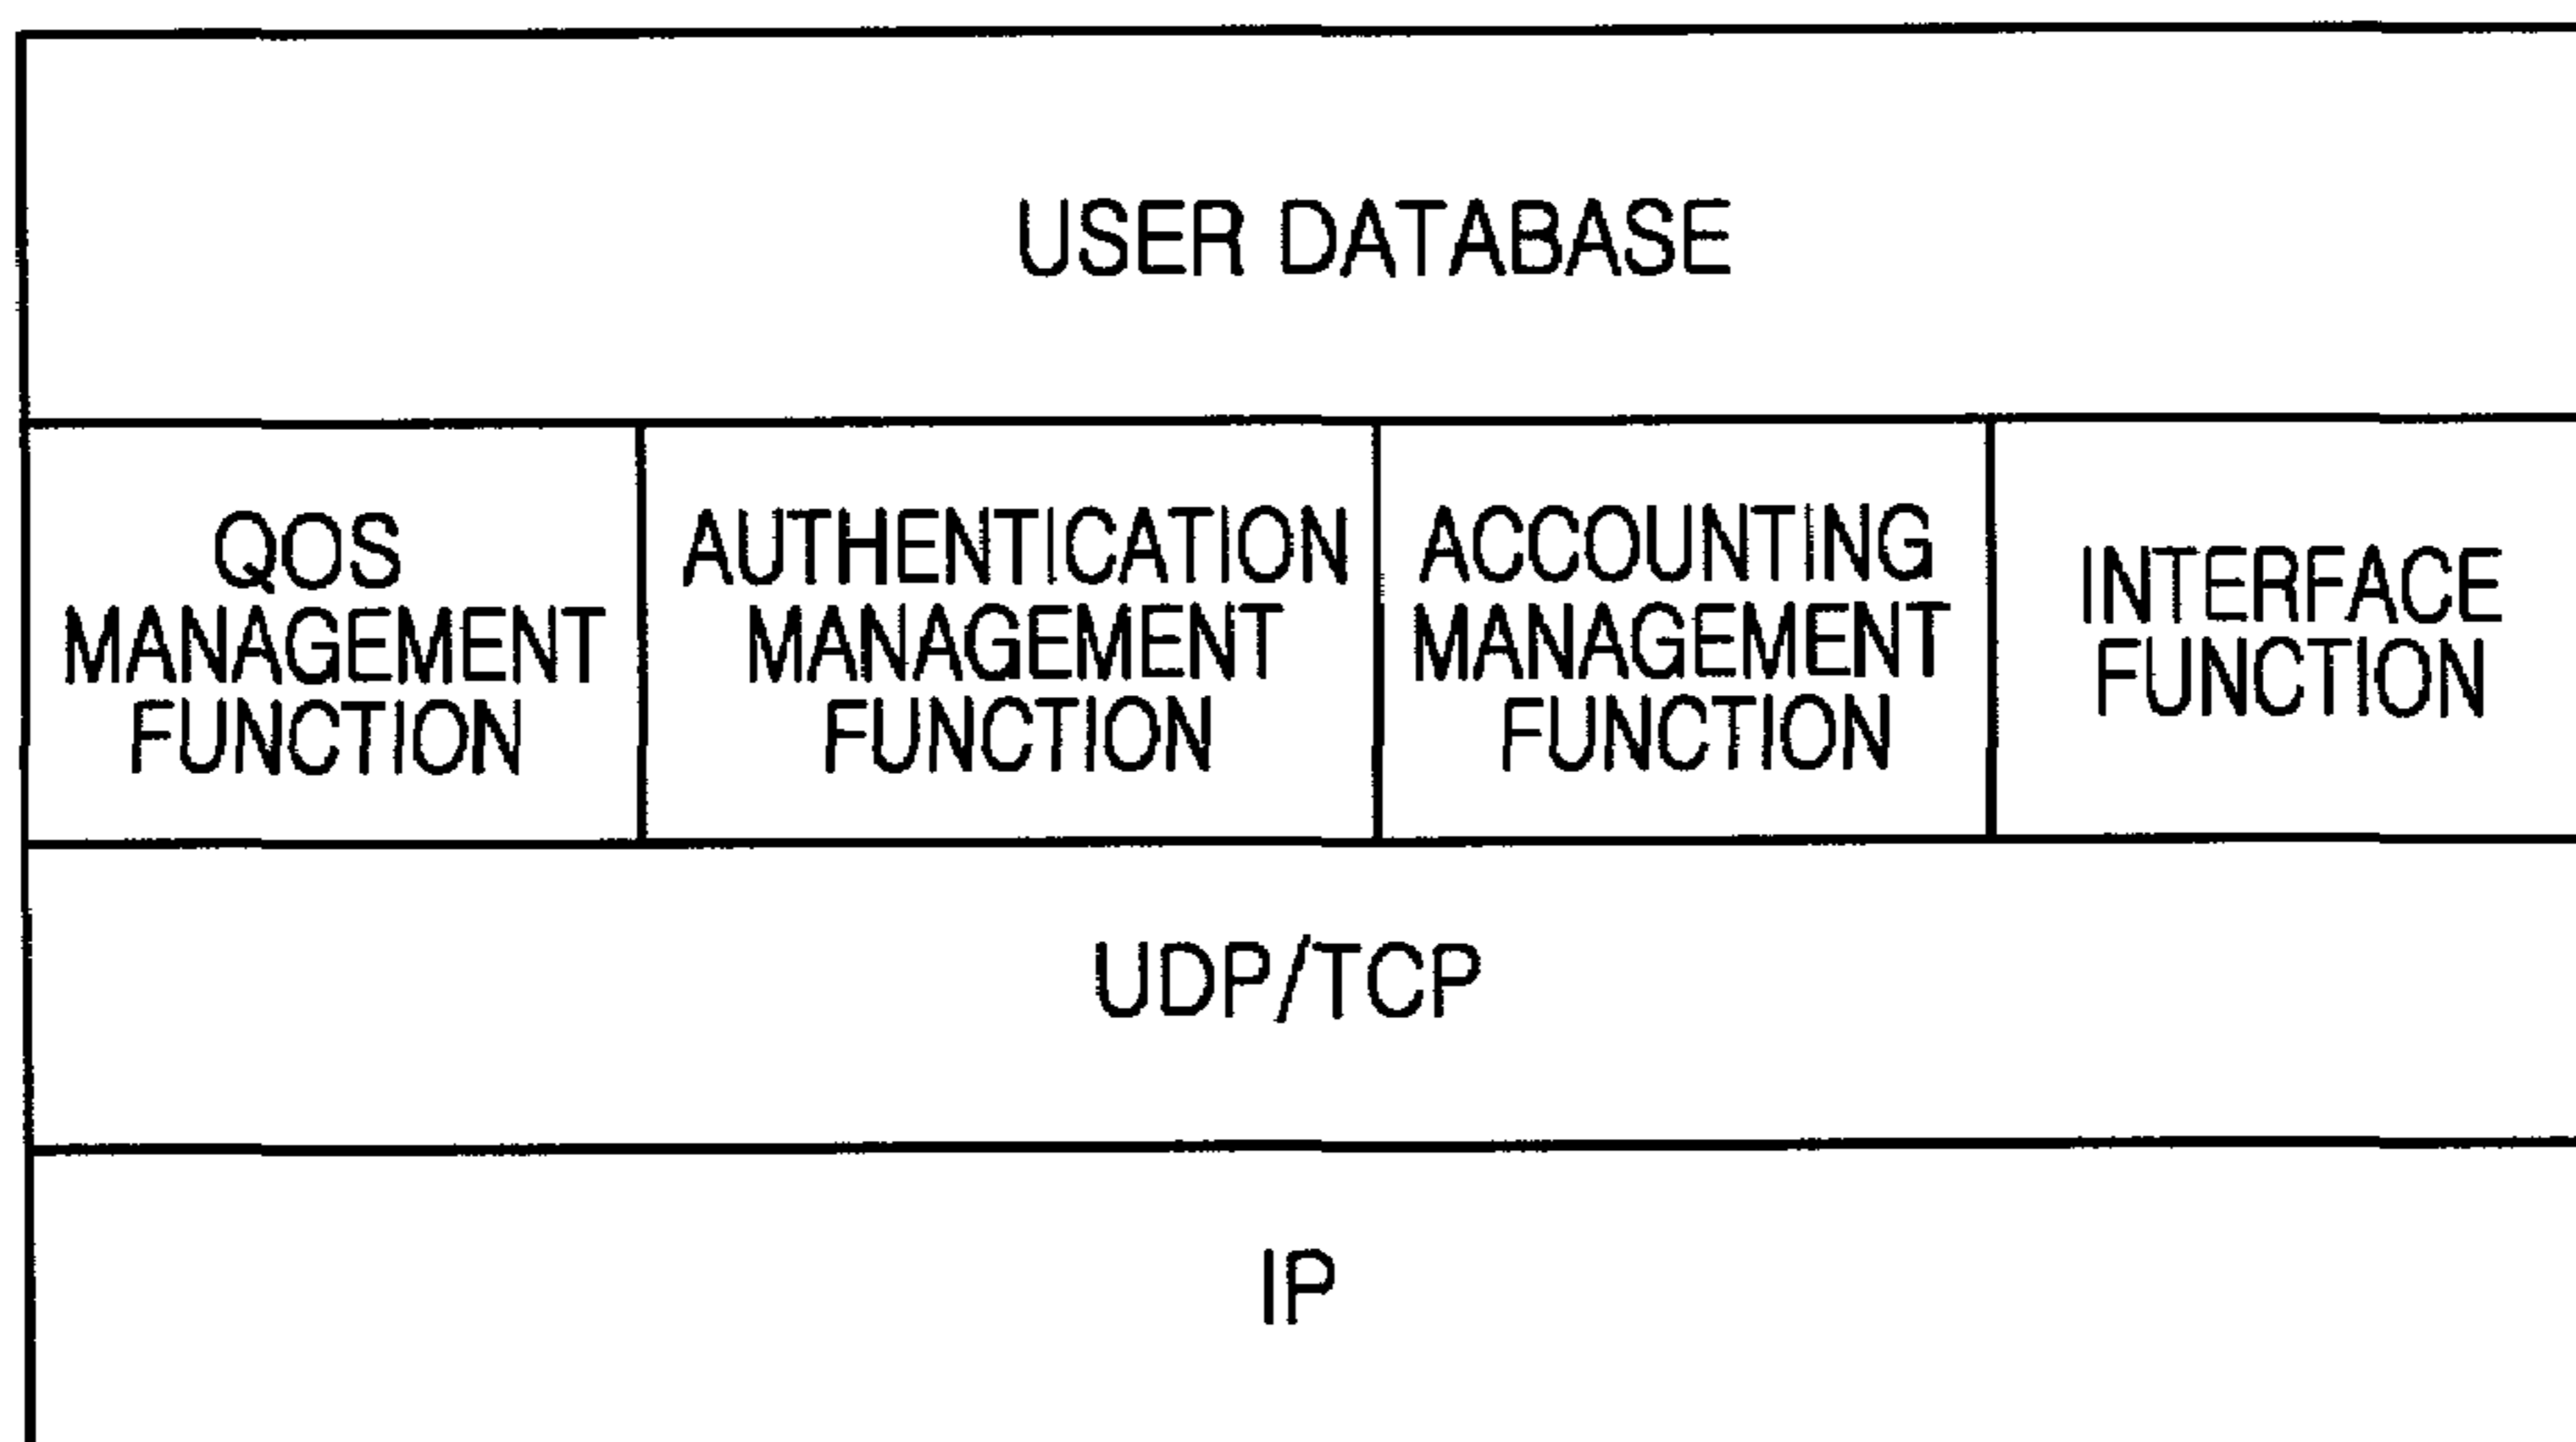 USER DATABASE
QOS
MANAGEMENT
FUNCTION
AUTHENTICATION
MANAGEMENT
FUNCTION
ACCOUNTING
MANAGEMENT
FUNCTION
INTERFACE
FUNCTION
UDP/TCP
IP